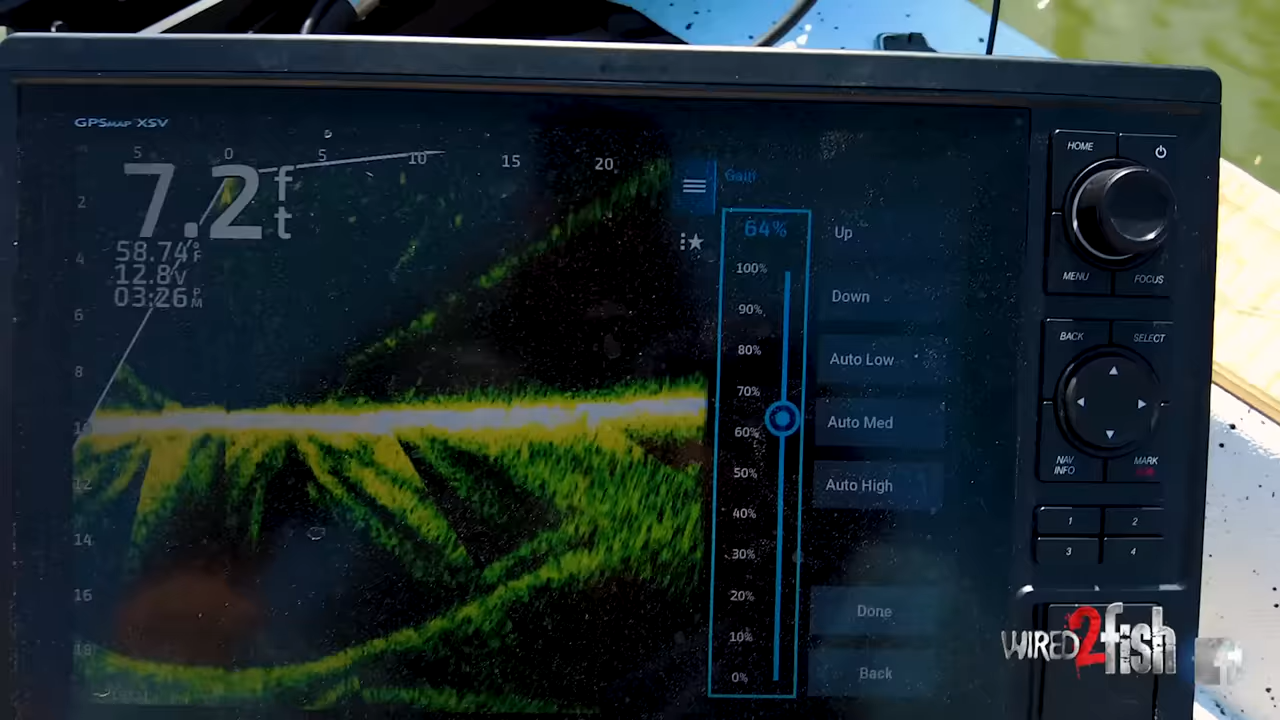 GPSMAP XSV
5 0 5 10 15 20
7.2 ft
58.74°F
12.8V
03:26 PM
2
4
6
8
10
12
14
16
18
Gain
64%
100%
90%
80%
70%
60%
50%
40%
30%
20%
10%
0%
Up
Down
Auto Low
Auto Med
Auto High
Done
Back
HOME
MENU FOCUS
BACK SELECT
NAV INFO MARK
1 2
3 4
WIRED2fish